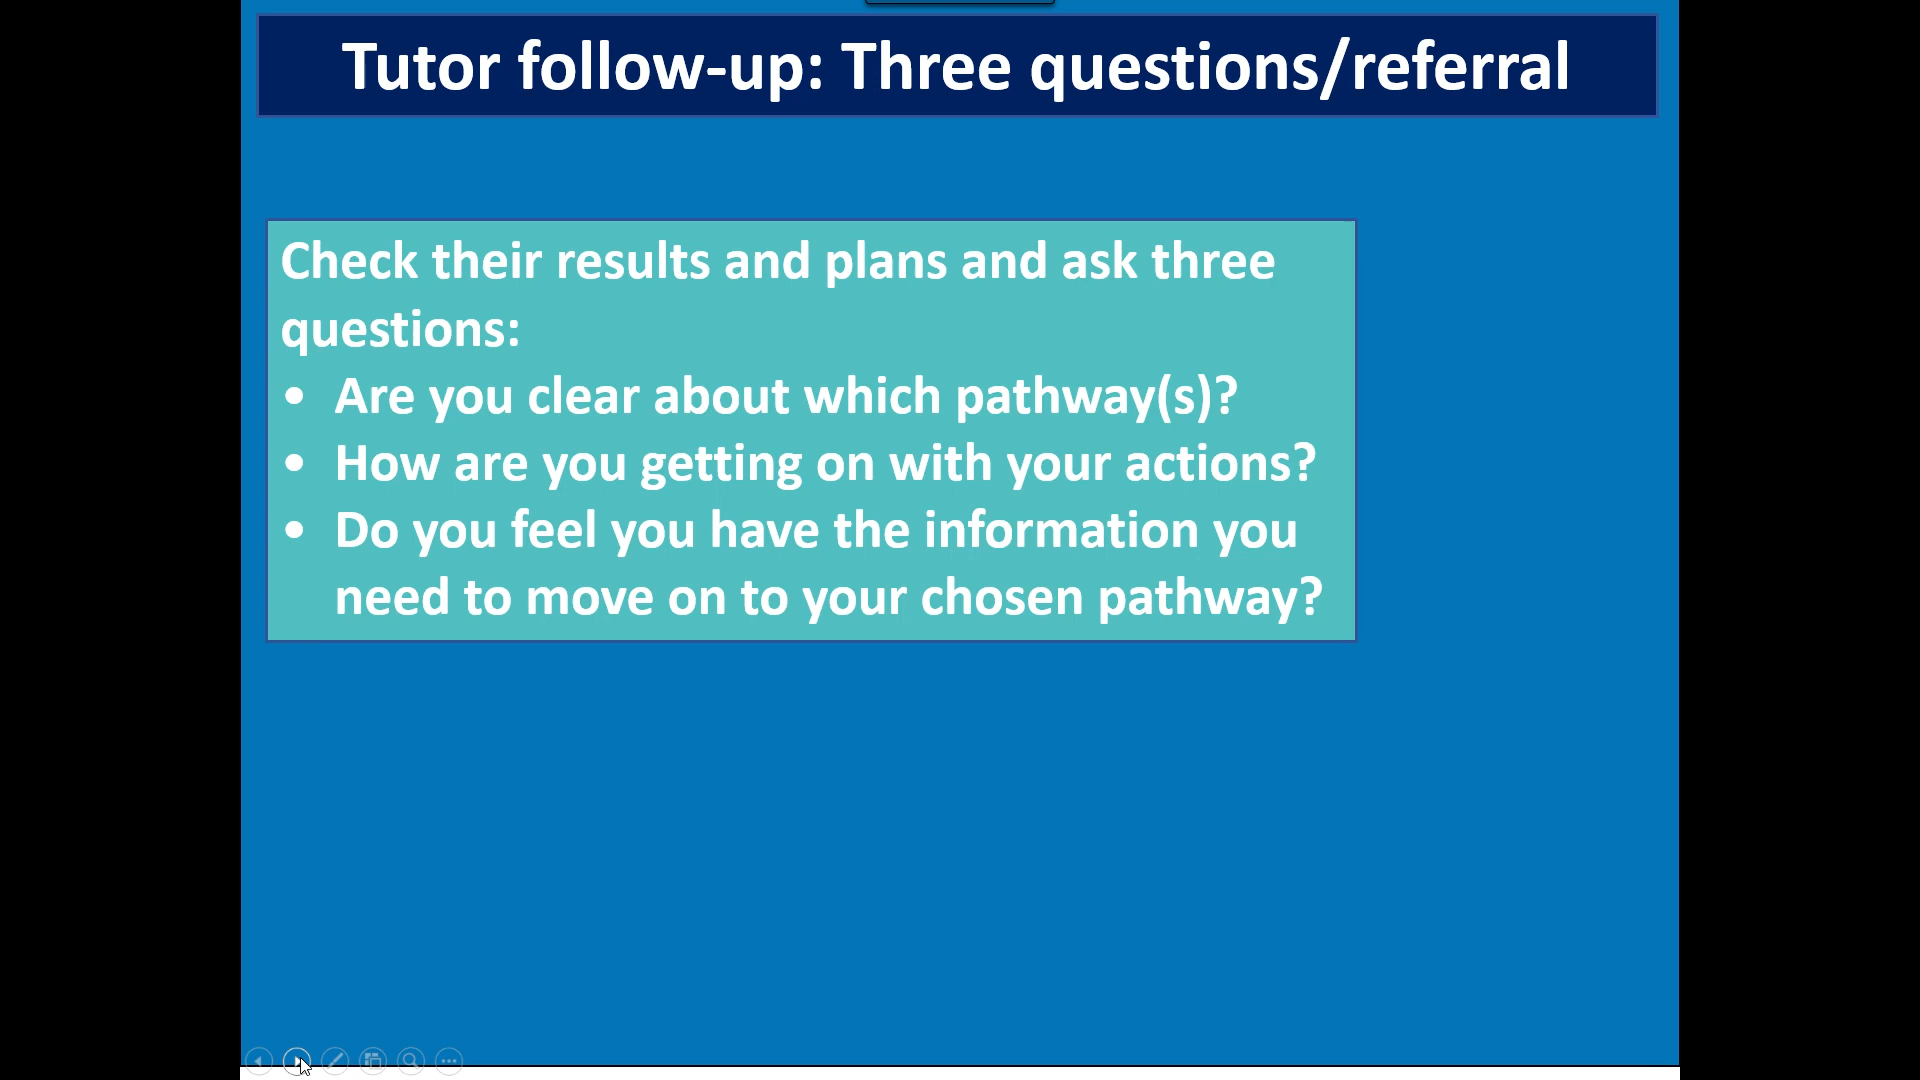 Tutor follow-up: Three questions/referral
Check their results and plans and ask three
questions:
• Are you clear about which pathway(s)?
• How are you getting on with your actions?
• Do you feel you have the information you
need to move on to your chosen pathway?